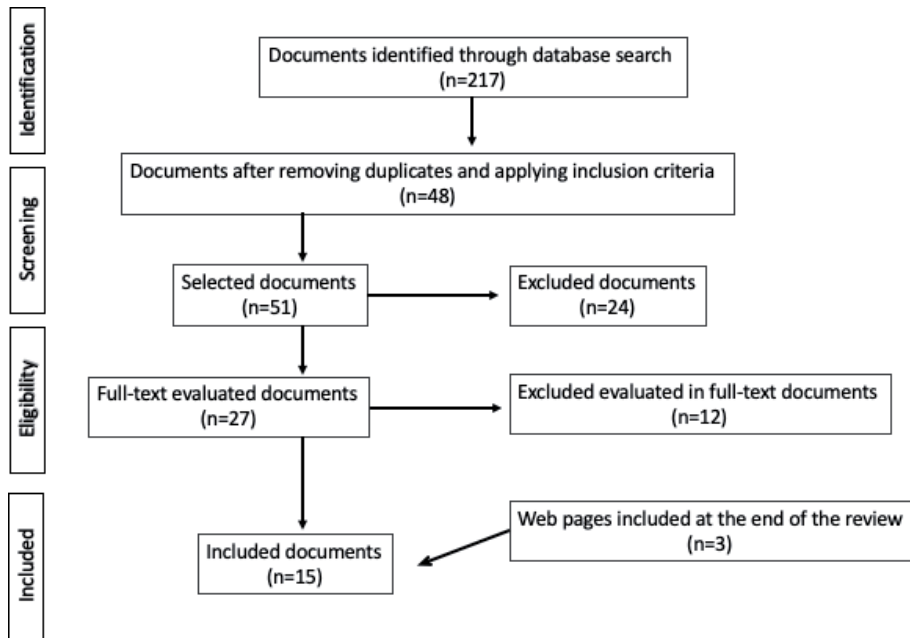 Identification
Documents identified through database search
(n=217)
Documents after removing duplicates and applying inclusion criteria
(n=48)
Screening
Selected documents
(n=51)
Excluded documents
(n=24)
Eligibility
Full-text evaluated documents
(n=27)
Excluded evaluated in full-text documents
(n=12)
Included
Web pages included at the end of the review
(n=3)
Included documents
(n=15)